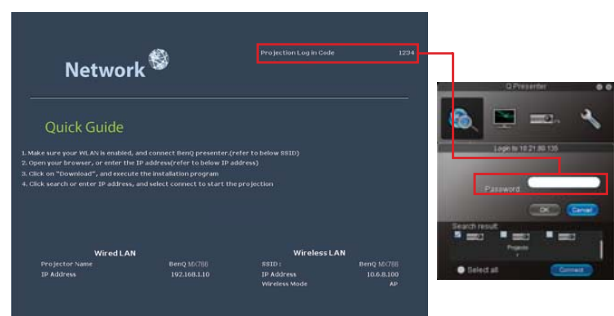 Projection Log in Code 1234
Network
Quick Guide
1. Make sure your WLAN is enabled, and connect BenQ presenter.(refer to below SSID)
2. Open your browser, or enter the IP address(refer to below IP address)
3. Click on "Download", and execute the installation program
4. Click search or enter IP address, and select connect to start the projection
Wired LAN
Projector Name BenQ
IP Address 192.168.1.10
Wireless LAN
SSID: BenQ
IP Address 10.6.8.100
Wireless Mode AP
Q Presenter
Login to 10.21.88.135
Password
OK Cancel
Search result
Select all Connect